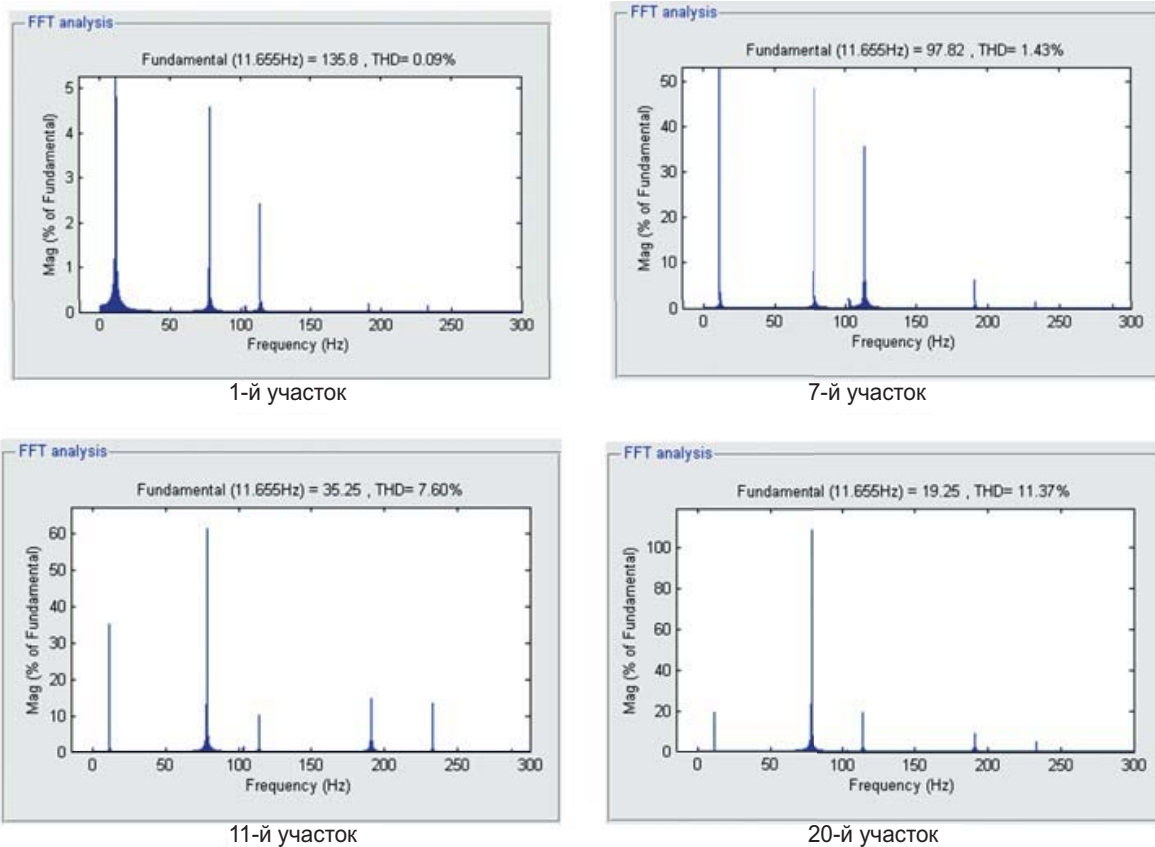 FFT analysis
Fundamental (11.655Hz) = 135.8 , THD= 0.09%
Mag (% of Fundamental)
5
4
3
2
1
0
0 50 100 150 200 250 300
Frequency (Hz)
1-й участок
FFT analysis
Fundamental (11.655Hz) = 97.82 , THD= 1.43%
Mag (% of Fundamental)
50
40
30
20
10
0
0 50 100 150 200 250 300
Frequency (Hz)
7-й участок
FFT analysis
Fundamental (11.655Hz) = 35.25 , THD= 7.60%
Mag (% of Fundamental)
60
50
40
30
20
10
0
0 50 100 150 200 250 300
Frequency (Hz)
11-й участок
FFT analysis
Fundamental (11.655Hz) = 19.25 , THD= 11.37%
Mag (% of Fundamental)
100
80
60
40
20
0
0 50 100 150 200 250 300
Frequency (Hz)
20-й участок